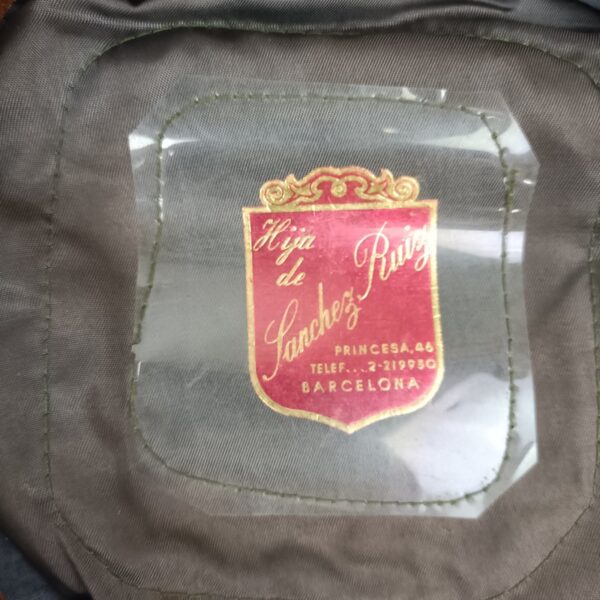 Hija
de
Sanchez Ruiz
PRINCESA, 46
TELEF... 2-219950
BARCELONA